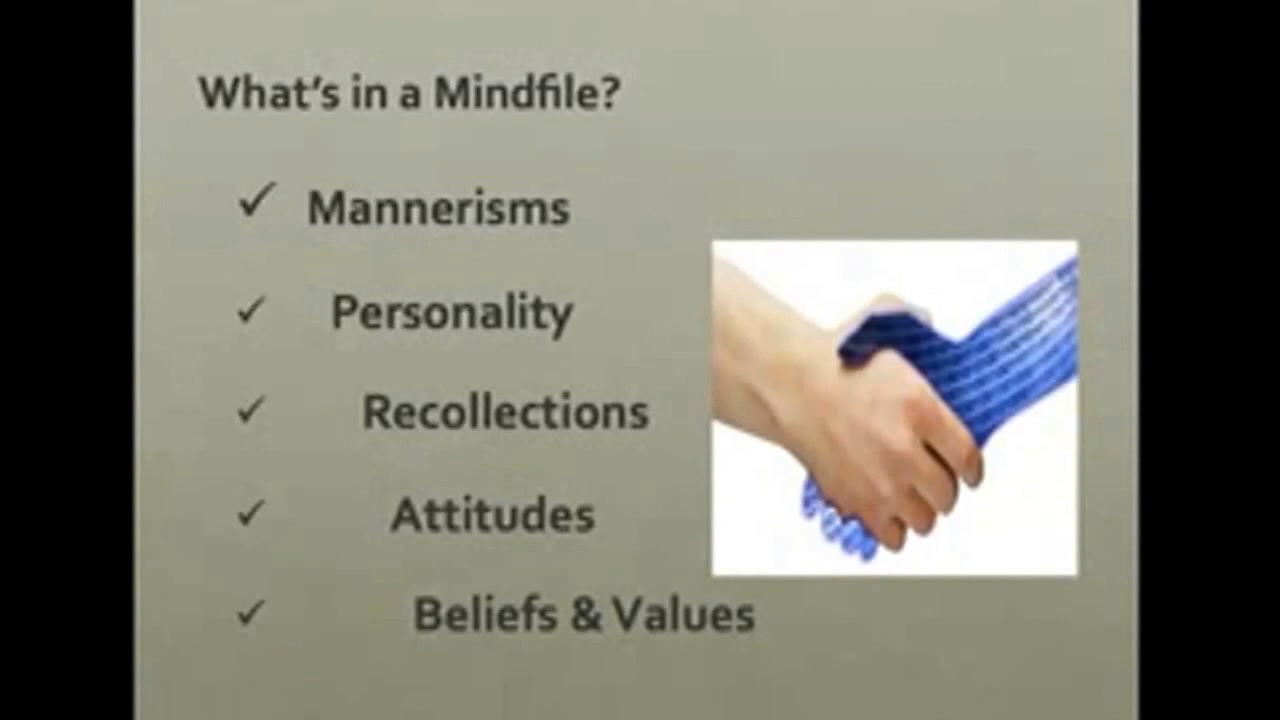 What's in a Mindfile?
✓ Mannerisms
✓ Personality
✓ Recollections
✓ Attitudes
✓ Beliefs & Values